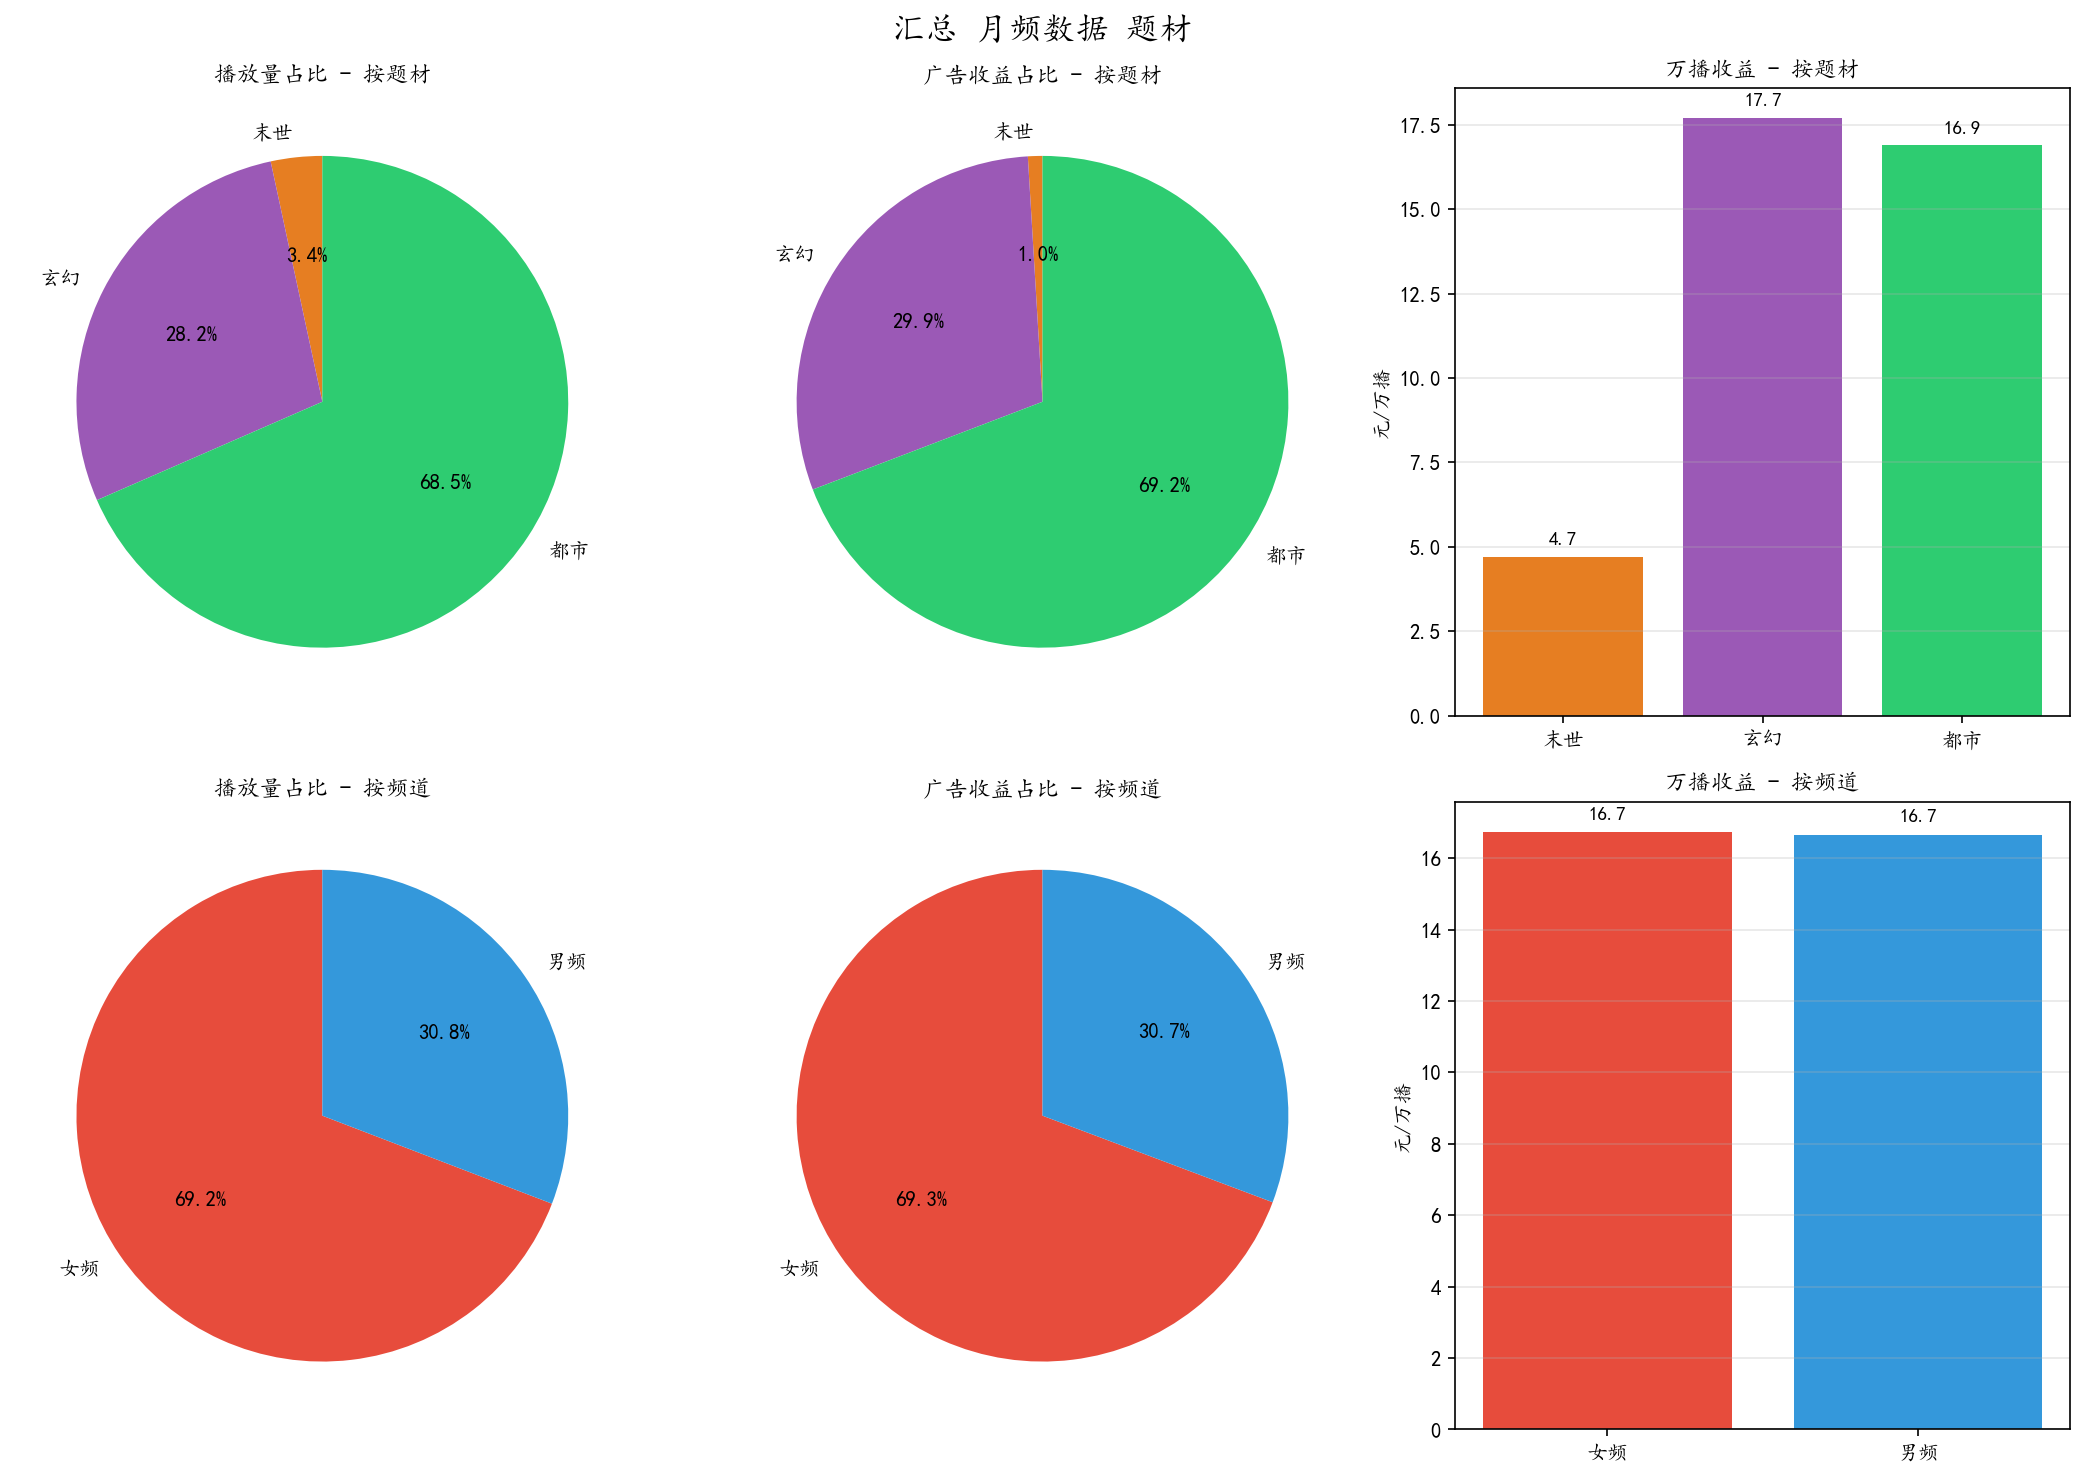 汇总 月频数据 题材
播放量占比 - 按题材
末世
玄幻
3.4%
28.2%
68.5%
都市
广告收益占比 - 按题材
末世
玄幻
1.0%
29.9%
69.2%
都市
万播收益 - 按题材
17.7
17.5
16.9
15.0
12.5
10.0
元/万播
7.5
5.0
4.7
2.5
0.0
末世
玄幻
都市
播放量占比 - 按频道
男频
30.8%
69.2%
女频
广告收益占比 - 按频道
男频
30.7%
69.3%
女频
万播收益 - 按频道
16.7
16.7
16
14
12
10
元/万播
8
6
4
2
0
女频
男频